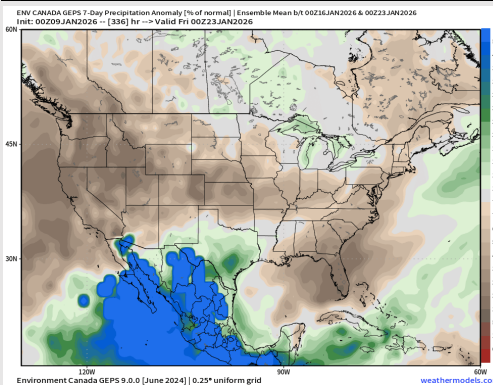 ENV CANADA GEPS 7-Day Precipitation Anomaly [% of normal] | Ensemble Mean b/t 00Z16JAN2026 & 00Z23JAN2026
Init: 00Z09JAN2026 -- [336] hr --> Valid Fri 00Z23JAN2026
60N
45N
30N
120W
90W
60W
Environment Canada GEPS 9.0.0 [June 2024] | 0.25° uniform grid
weathermodels.co